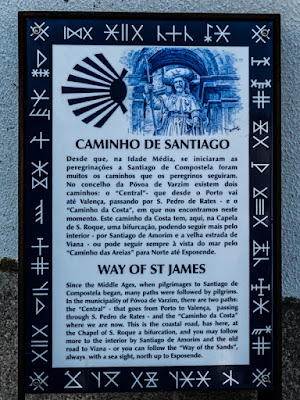 CAMINHO DE SANTIAGO
Desde que, na Idade Média, se iniciaram as
peregrinações a Santiago de Compostela foram
muitos os caminhos que os peregrinos seguiram.
No concelho da Póvoa de Varzim existem dois
caminhos: o "Central"- que desde o Porto vai
até Valença, passando por S. Pedro de Rates - e o
"Caminho da Costa", em que nos encontramos neste
momento. Este caminho da Costa tem, aqui, na Capela
de S. Roque, uma bifurcação, podendo seguir mais pelo
interior - por Santiago de Amorim e a velha estrada de
Viana - ou pode seguir sempre à vista do mar pelo
"Caminho das Areias" para Norte até Esposende.
WAY OF ST JAMES
Since the Middle Ages, when pilgrimages to Santiago de
Compostela began, many paths were followed by pilgrims.
In the municipality of Póvoa de Varzim, there are two paths:
the "Central" - that goes from Porto to Valença, passing
through S. Pedro de Rates - and the "Caminho da Costa"
where we are now. This is the coastal road, has here, at
the Chapel of S. Roque a bifurcation, and you may follow
more to the interior by Santiago de Amorim and the old
road to Viana - or you can follow the "Way of the Sands",
always with a sea sight, north up to Esposende.